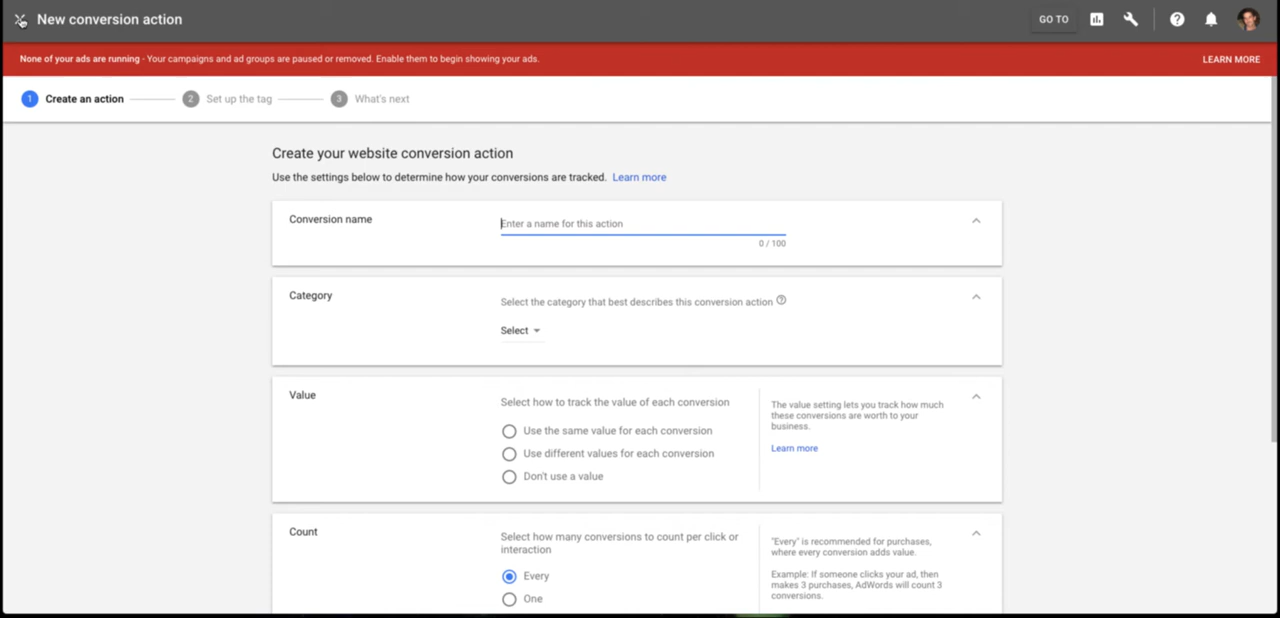 New conversion action
GO TO
None of your ads are running - Your campaigns and ad groups are paused or removed. Enable them to begin showing your ads.
LEARN MORE
1 Create an action
2 Set up the tag
3 What's next
Create your website conversion action
Use the settings below to determine how your conversions are tracked. Learn more
Conversion name
Enter a name for this action
0 / 100
Category
Select the category that best describes this conversion action ?
Select
Value
Select how to track the value of each conversion
Use the same value for each conversion
Use different values for each conversion
Don't use a value
The value setting lets you track how much
these conversions are worth to your
business.
Learn more
Count
Select how many conversions to count per click or
interaction
Every
One
"Every" is recommended for purchases,
where every conversion adds value.
Example: If someone clicks your ad, then
makes 3 purchases, AdWords will count 3
conversions.